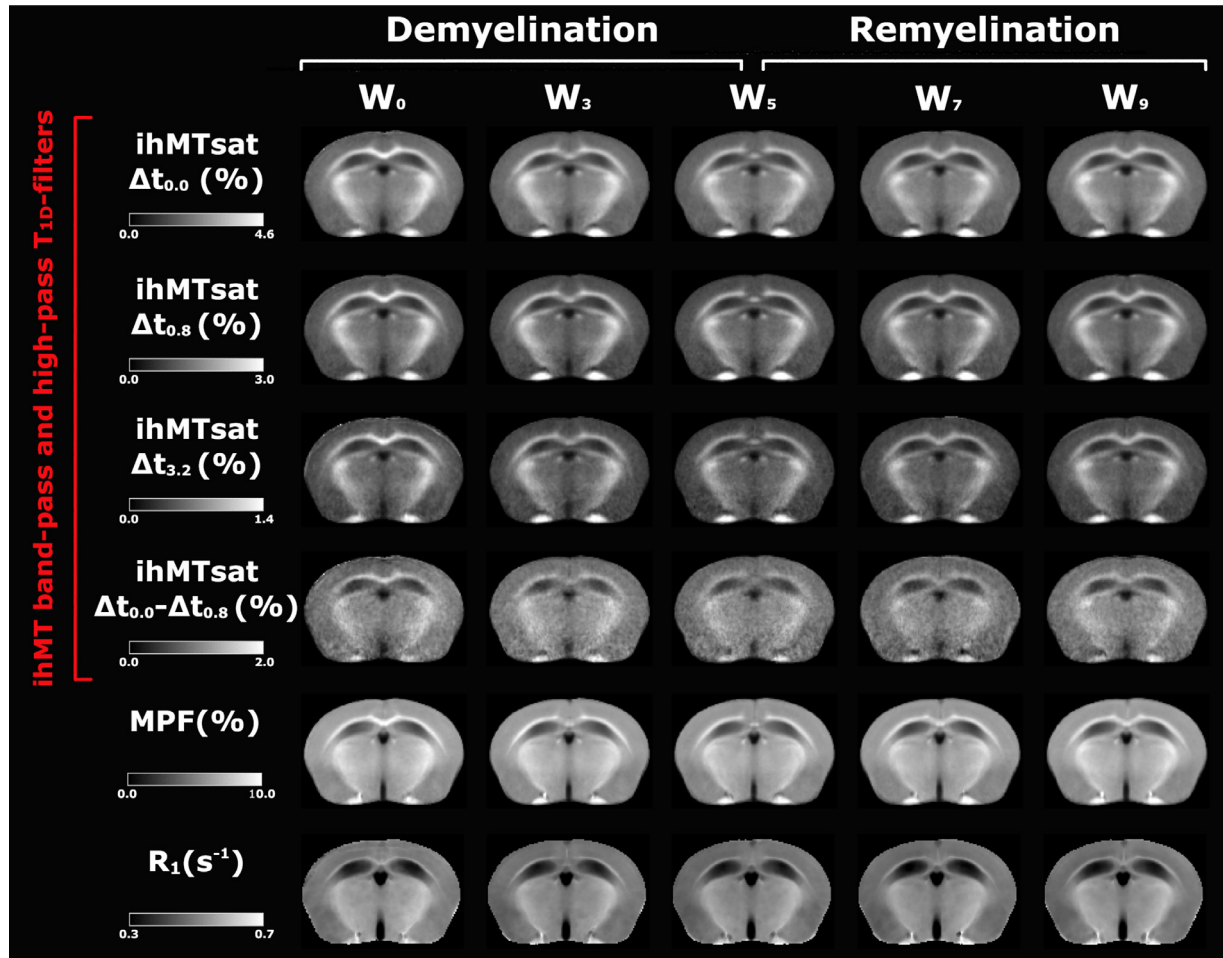 Demyelination Remyelination
W₀ W₃ W₅ W₇ W₉
ihMT band-pass and high-pass T₁D-filters
ihMTsat
Δt₀.₀ (%)
0.0 4.6
ihMTsat
Δt₀.₈ (%)
0.0 3.0
ihMTsat
Δt₃.₂ (%)
0.0 1.4
ihMTsat
Δt₀.₀-Δt₀.₈ (%)
0.0 2.0
MPF(%)
0.0 10.0
R₁(s⁻¹)
0.3 0.7